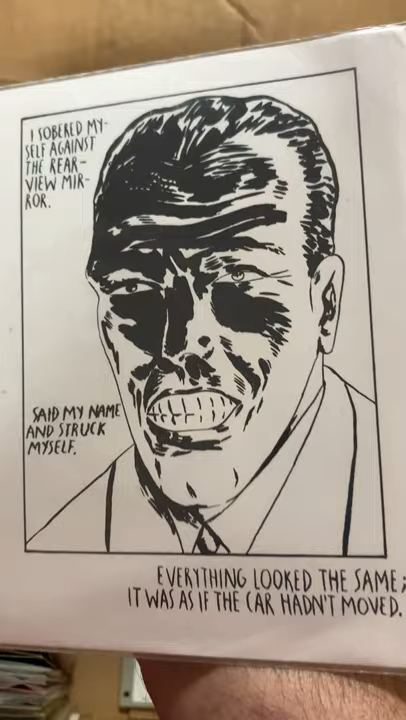 I SOBERED MY-
SELF AGAINST
THE REAR-
VIEW MIR-
ROR.
SAID MY NAME
AND STRUCK
MYSELF.
EVERYTHING LOOKED THE SAME;
IT WAS AS IF THE CAR HADN'T MOVED.